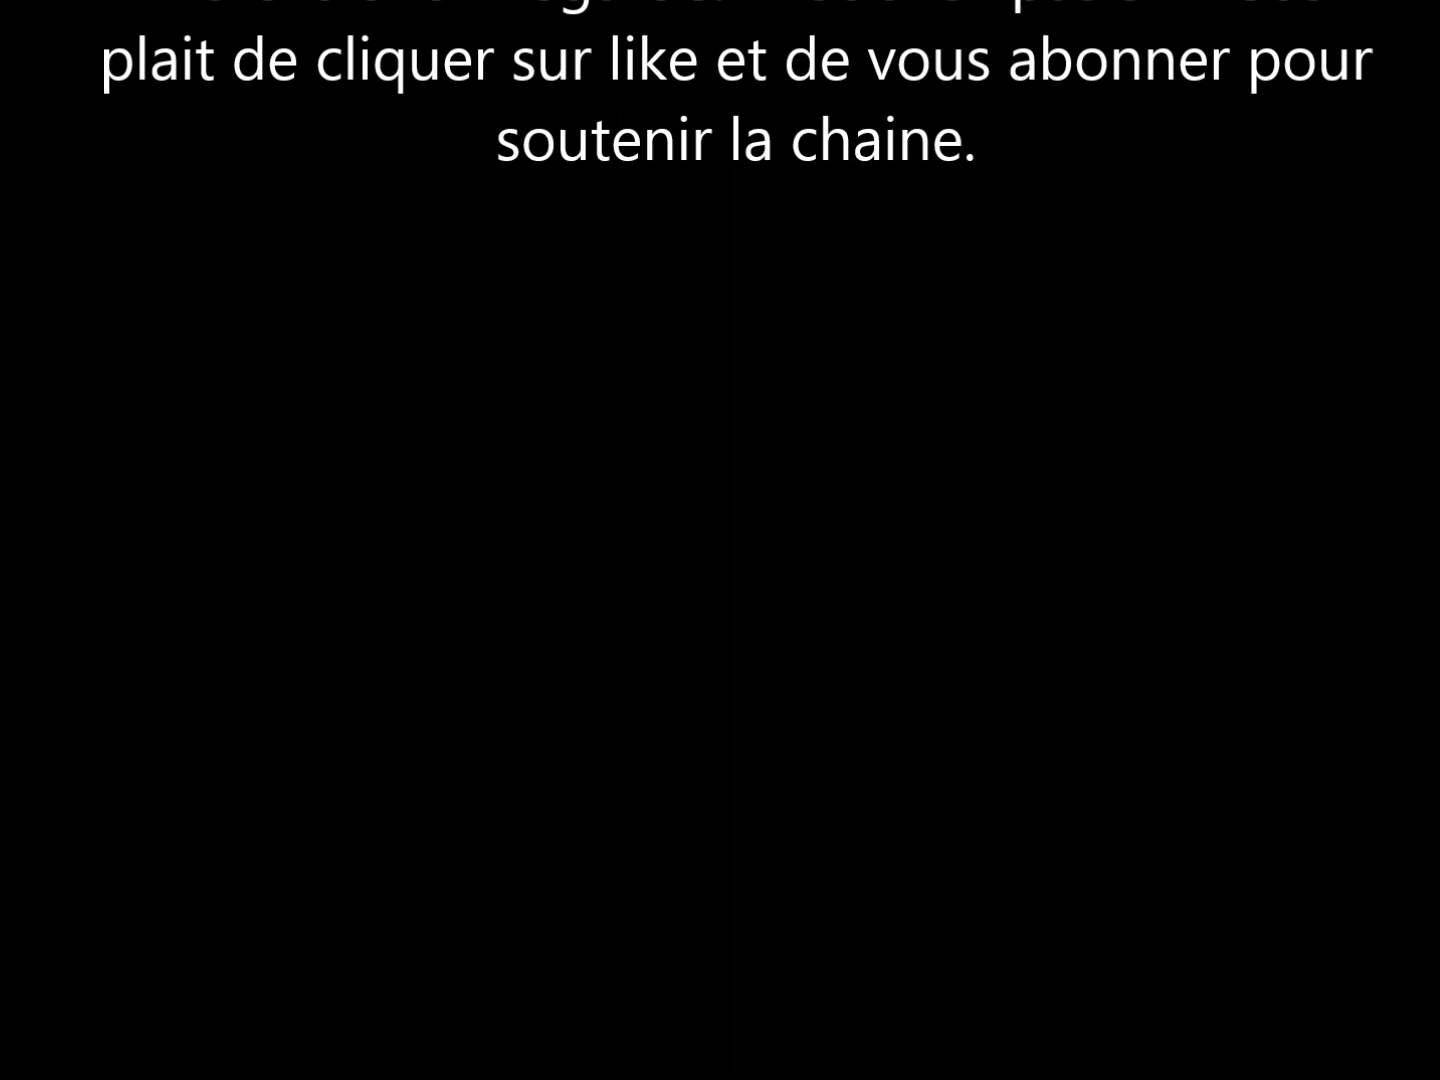 plait de cliquer sur like et de vous abonner pour
soutenir la chaine.